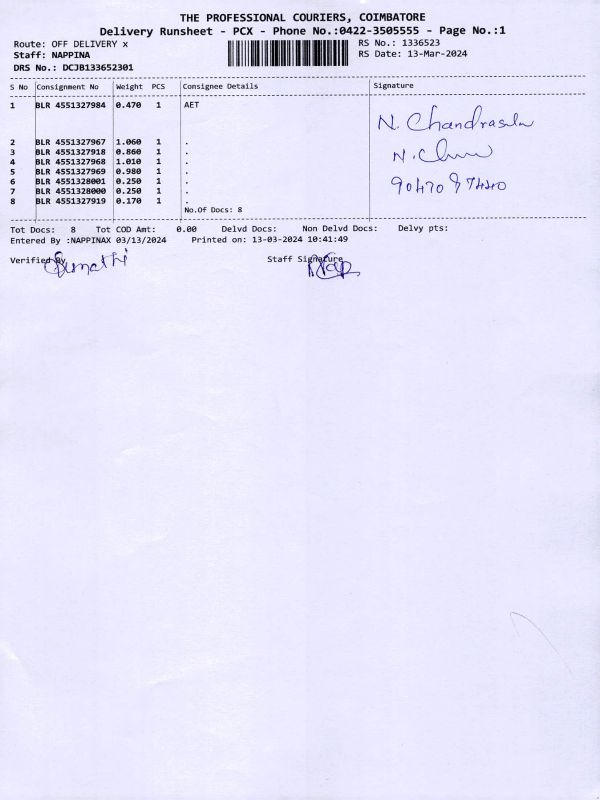 THE PROFESSIONAL COURIERS, COIMBATORE
Delivery Runsheet - PCX - Phone No.:0422-3505555 - Page No.:1
Route: OFF DELIVERY x RS No.: 1336523
Staff: NAPPINA RS Date: 13-Mar-2024
DRS No.: DCJB133652301
S No Consignment No Weight PCS Consignee Details Signature
1 BLR 4551327984 0.470 1 AET
N. Chandrasela
2 BLR 4551327967 1.060 1 .
3 BLR 4551327918 0.860 1 .
4 BLR 4551327968 1.010 1 .
5 BLR 4551327969 0.980 1 .
6 BLR 4551328001 0.250 1 .
7 BLR 4551328000 0.250 1 .
8 BLR 4551327919 0.170 1 .
No.Of Docs: 8
Tot Docs: 8 Tot COD Amt: 0.00 Delvd Docs: Non Delvd Docs: Delvy pts:
Entered By :NAPPINAX 03/13/2024 Printed on: 13-03-2024 10:41:49
Verified By Staff Signature